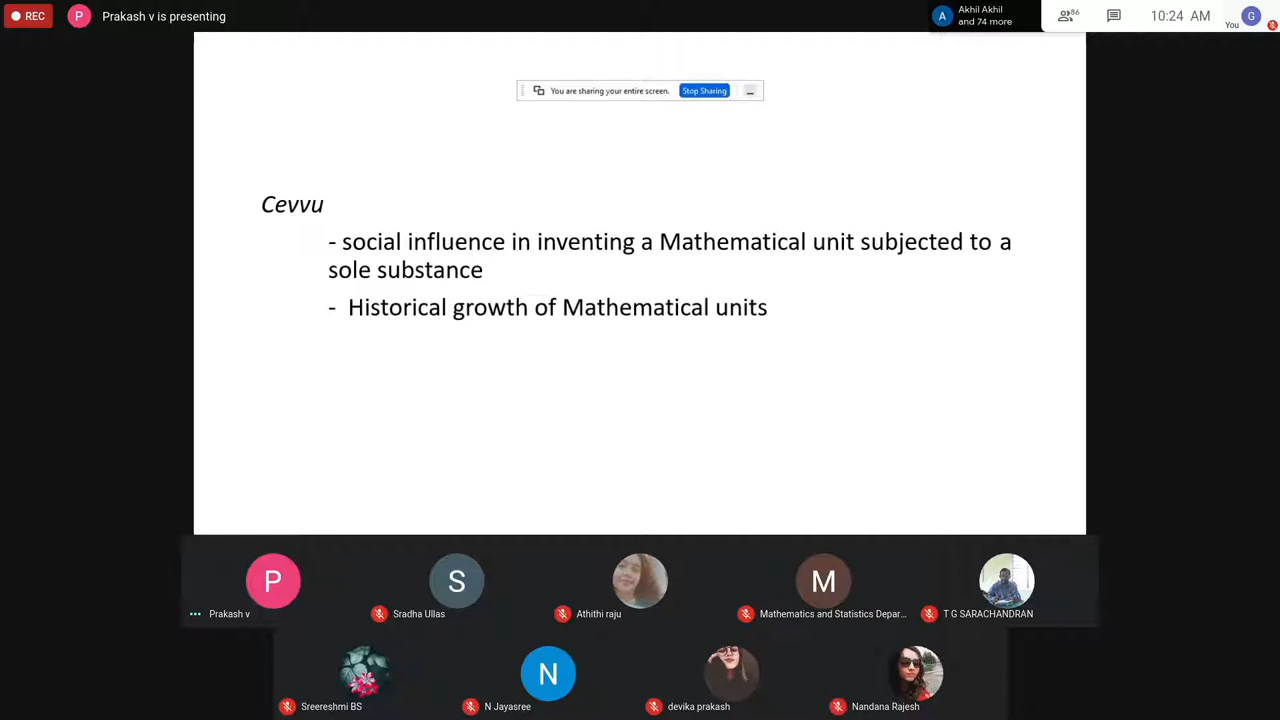 REC
P
Prakash v is presenting
A
Akhil Akhil
and 74 more
86
10:24 AM
You
G
You are sharing your entire screen.
Stop Sharing
Cevvu
- social influence in inventing a Mathematical unit subjected to a
sole substance
- Historical growth of Mathematical units
P
S
M
Prakash v
Sradha Ullas
Athithi raju
Mathematics and Statistics Depar...
T G SARACHANDRAN
N
Sreereshmi BS
N Jayasree
devika prakash
Nandana Rajesh